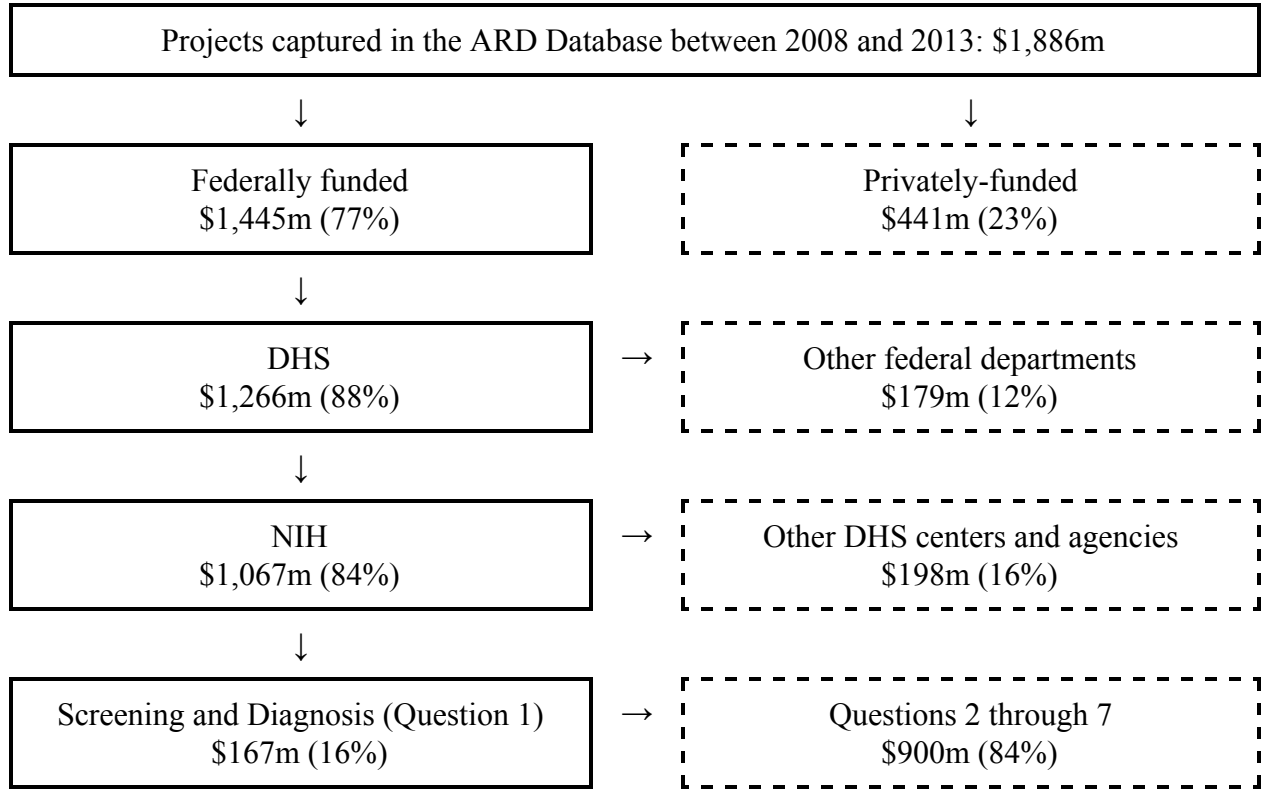 Projects captured in the ARD Database between 2008 and 2013: $1,886m
↓
↓
Federally funded
$1,445m (77%)
Privately-funded
$441m (23%)
↓
DHS
$1,266m (88%)
→
Other federal departments
$179m (12%)
↓
NIH
$1,067m (84%)
→
Other DHS centers and agencies
$198m (16%)
↓
Screening and Diagnosis (Question 1)
$167m (16%)
→
Questions 2 through 7
$900m (84%)